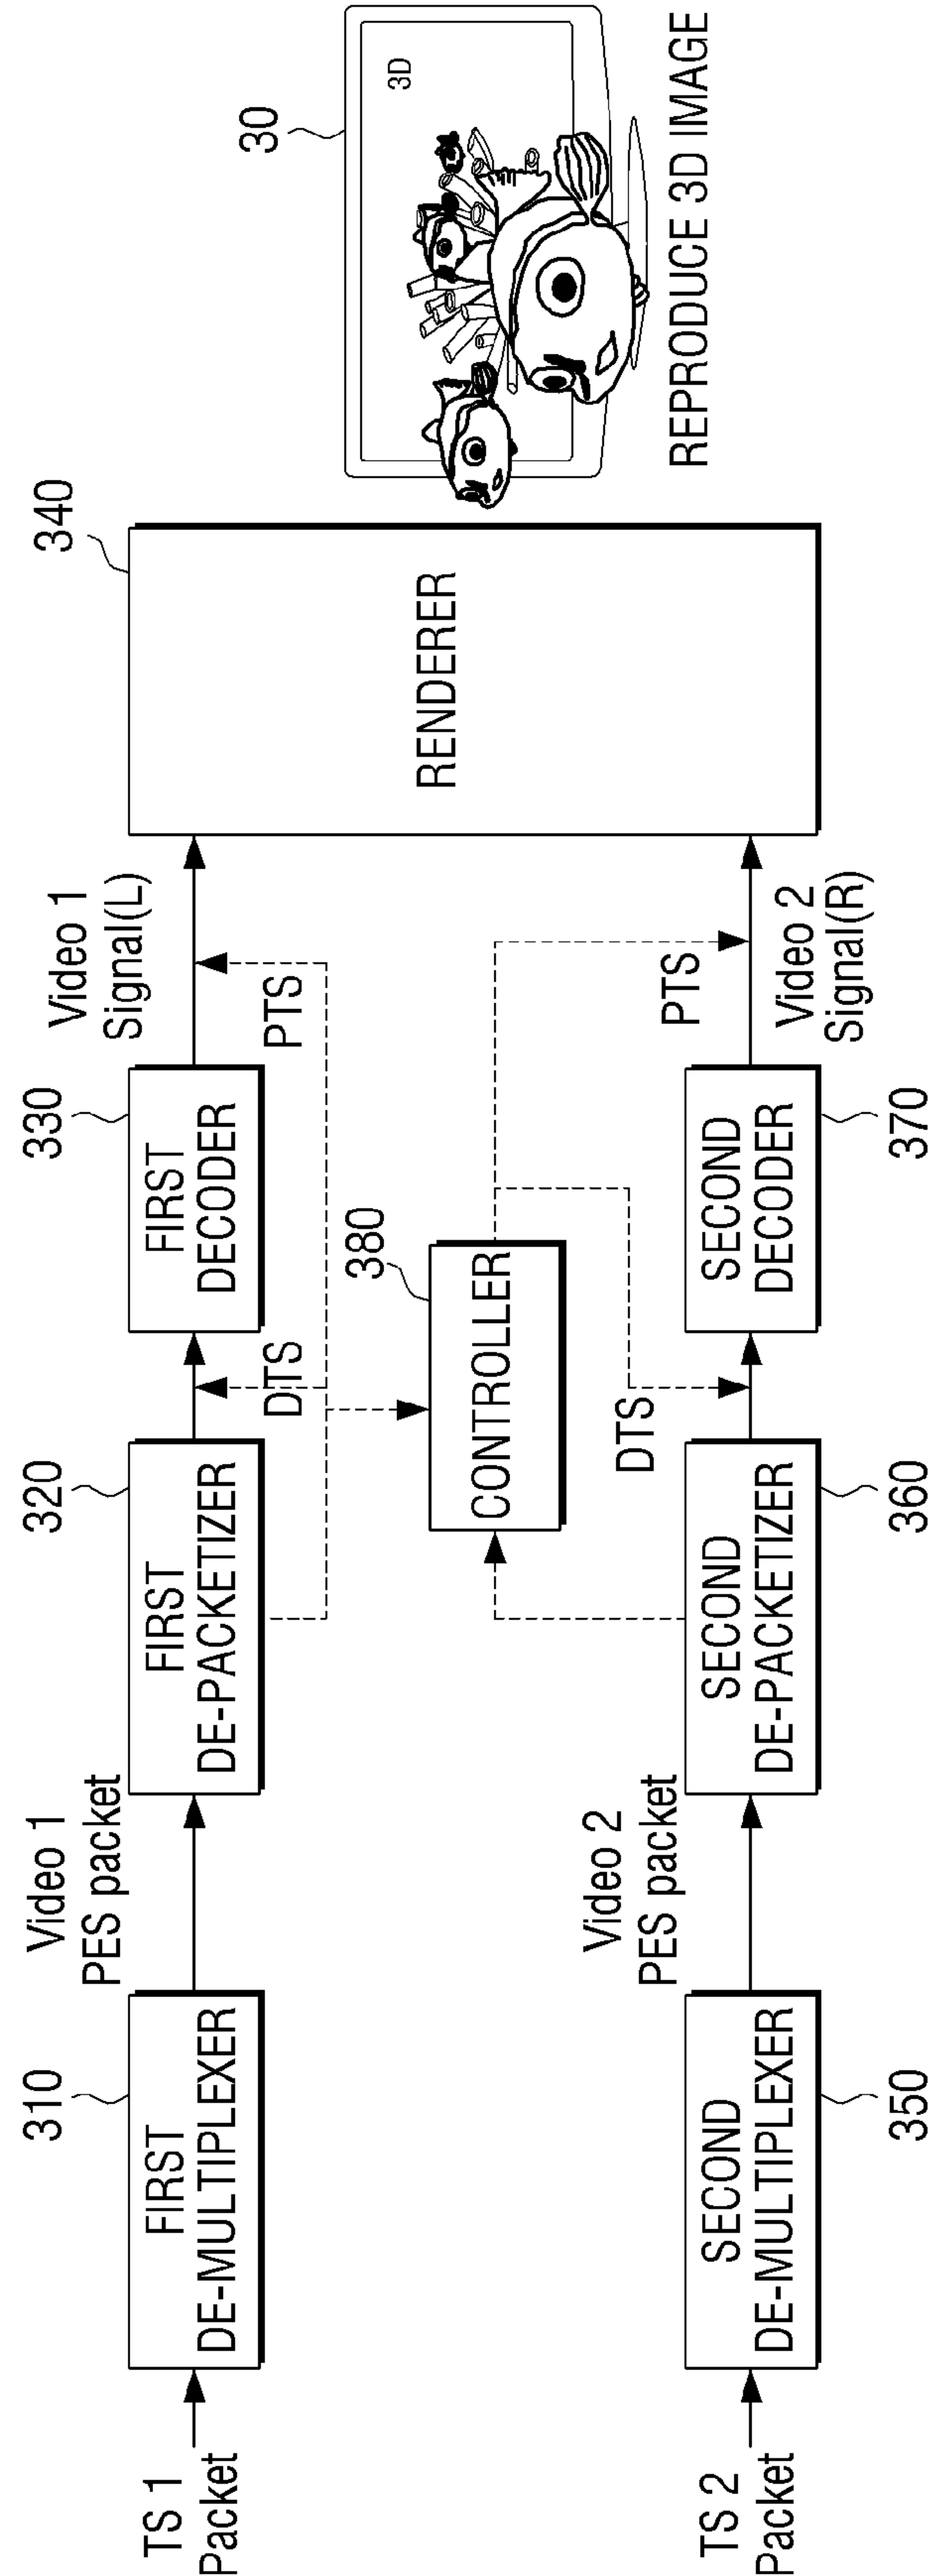 TS 1
Packet
310
FIRST
DE-MULTIPLEXER
Video 1
PES packet
320
FIRST
DE-PACKETIZER
DTS
330
FIRST
DECODER
PTS
Video 1
Signal(L)
340
RENDERER
30
3D
REPRODUCE 3D IMAGE
380
CONTROLLER
TS 2
Packet
SECOND
DE-MULTIPLEXER
350
Video 2
PES packet
SECOND
DE-PACKETIZER
360
DTS
SECOND
DECODER
370
PTS
Video 2
Signal(R)